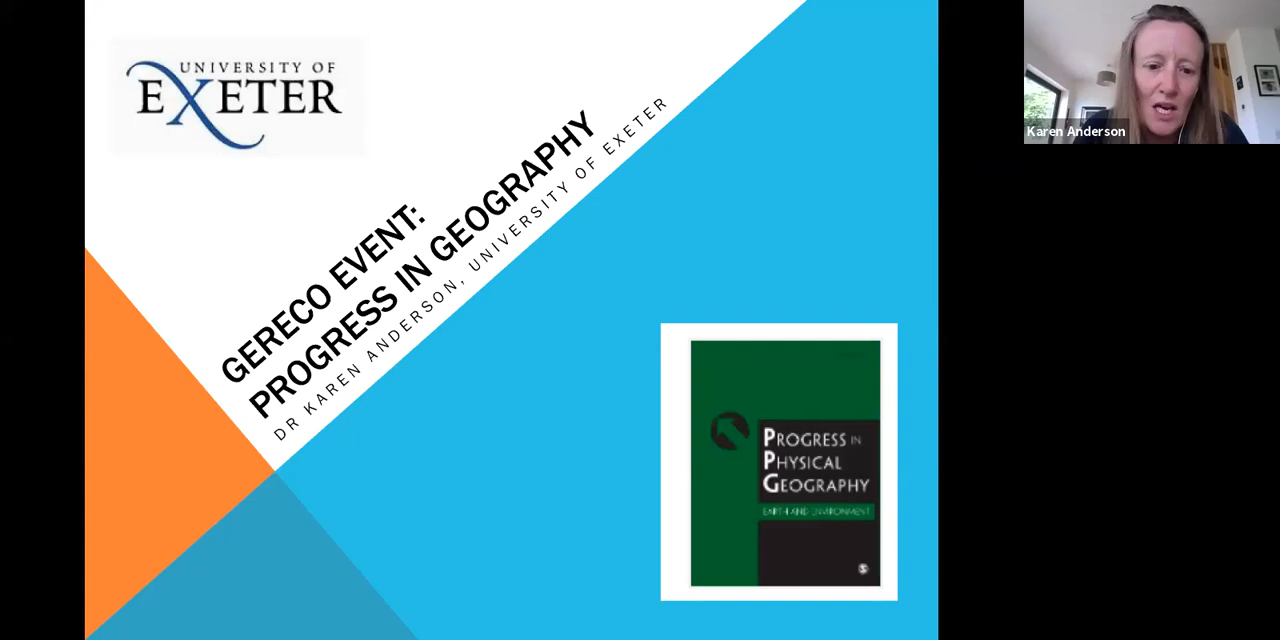 UNIVERSITY OF
EXETER
GERECO EVENT:
PROGRESS IN GEOGRAPHY
DR KAREN ANDERSON, UNIVERSITY OF EXETER
PROGRESS IN
PHYSICAL
GEOGRAPHY
EARTH AND ENVIRONMENT
Karen Anderson